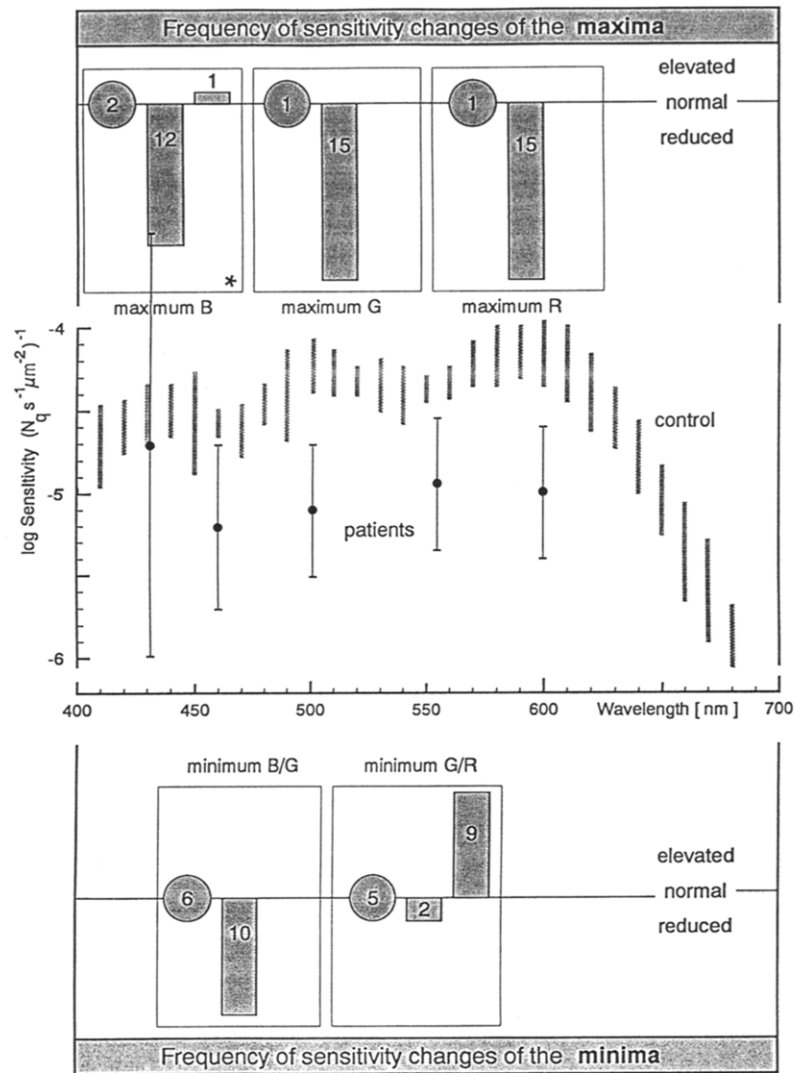 Frequency of sensitivity changes of the maxima
1
elevated
2
1
1
normal
12
15
15
reduced
*
maximum B
maximum G
maximum R
-4
control
log Sensitivity (Nq s⁻¹μm⁻²)⁻¹
-5
patients
-6
400
450
500
550
600
Wavelength [ nm ]
700
minimum B/G
minimum G/R
9
elevated
6
5
normal
2
10
reduced
Frequency of sensitivity changes of the minima